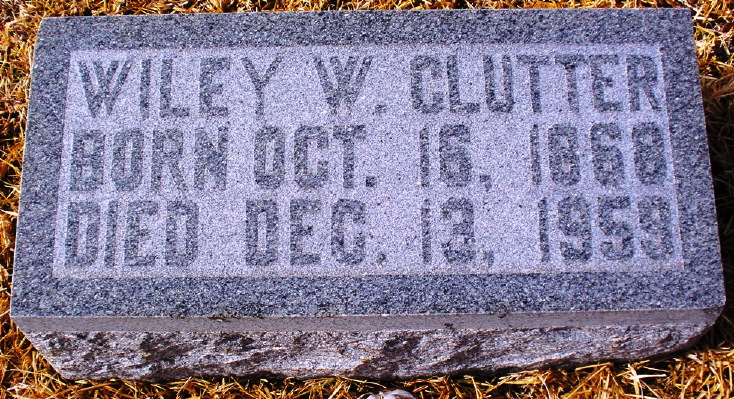 WILEY W. CLUTTER
BORN OCT. 16, 1868
DIED DEC. 13, 1959